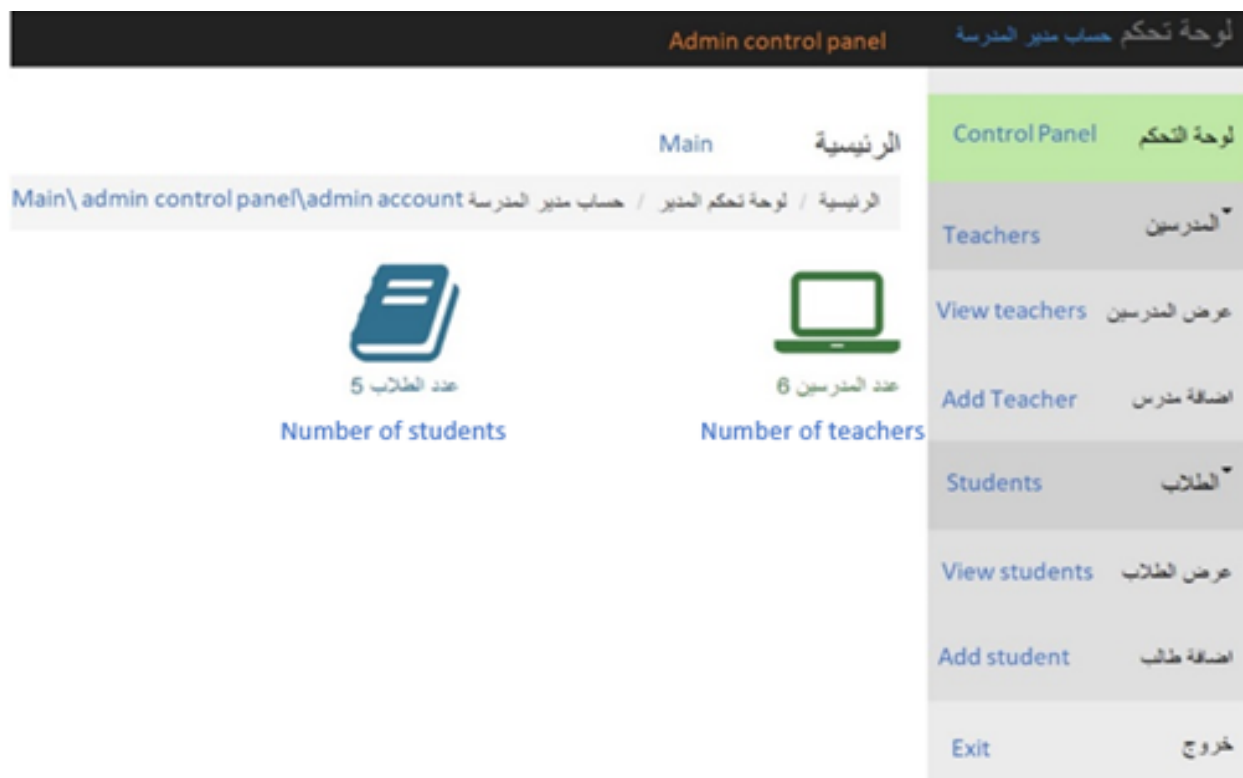 لوحة تحكم حساب مدير المدرسة Admin control panel
لوحة التحكم Control Panel
المدرسين Teachers
عرض المدرسين View teachers
اضافة مدرس Add Teacher
الطلاب Students
عرض الطلاب View students
اضافة طالب Add student
خروج Exit
الرئيسية Main
الرئيسية / لوحة تحكم المدير / حساب مدير المدرسة Main\ admin control panel\admin account
عدد المدرسين 6
Number of teachers
عدد الطلاب 5
Number of students